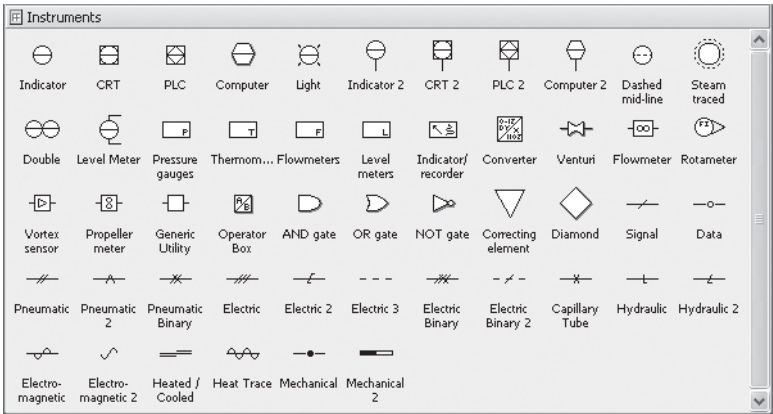 Instruments
Indicator CRT PLC Computer Light Indicator 2 CRT 2 PLC 2 Computer 2 Dashed mid-line Steam traced
P T F L FI
Double Level Meter Pressure gauges Thermom... Flowmeters Level meters Indicator/ recorder Converter Venturi Flowmeter Rotameter
A/B
Vortex sensor Propeller meter Generic Utility Operator Box AND gate OR gate NOT gate Correcting element Diamond Signal Data
Pneumatic Pneumatic 2 Pneumatic Binary Electric Electric 2 Electric 3 Electric Binary Electric Binary 2 Capillary Tube Hydraulic Hydraulic 2
Electro- magnetic Electro- magnetic 2 Heated / Cooled Heat Trace Mechanical Mechanical 2